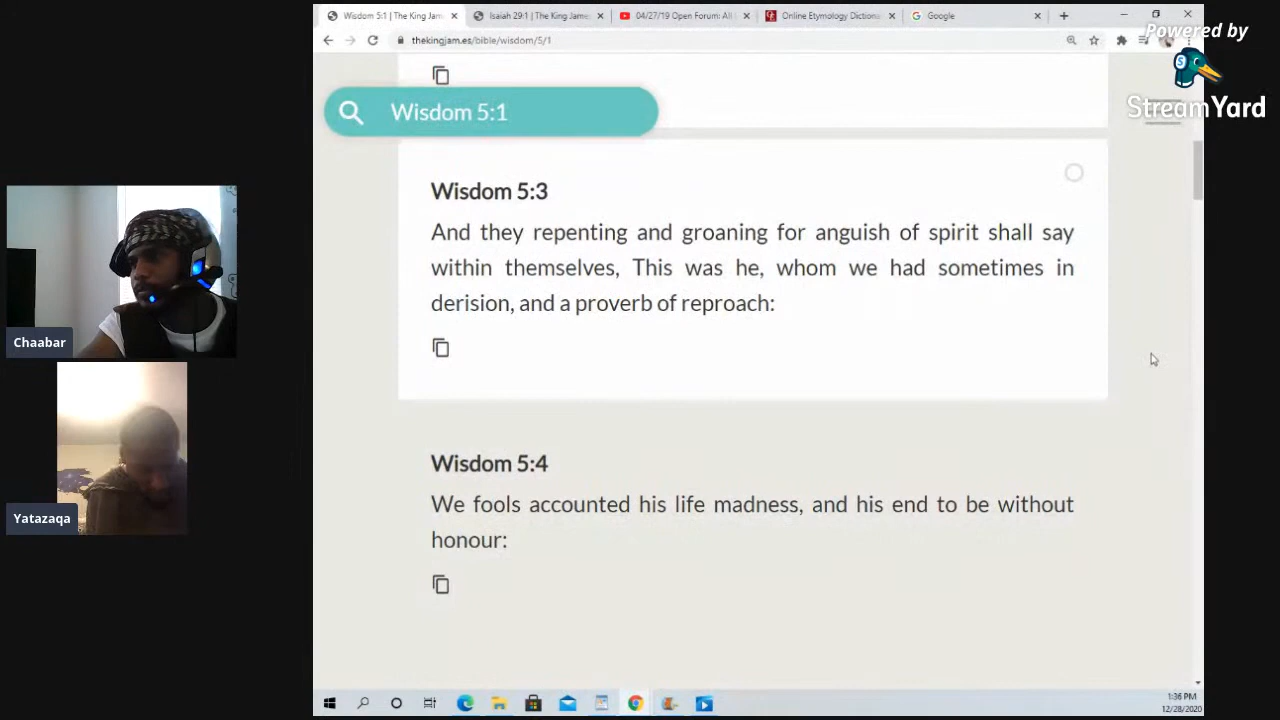 Wisdom 5:1 | The King Jam
Isaiah 29:1 | The King Jame
04/27/19 Open Forum: All
Online Etymology Dictiona
Google
thekingjam.es/bible/wisdom/5/1
Powered by
StreamYard
Wisdom 5:1
Wisdom 5:3
And they repenting and groaning for anguish of spirit shall say
within themselves, This was he, whom we had sometimes in
derision, and a proverb of reproach:
Wisdom 5:4
We fools accounted his life madness, and his end to be without
honour:
Chaabar
Yatazaqa
1:36 PM
12/28/2020